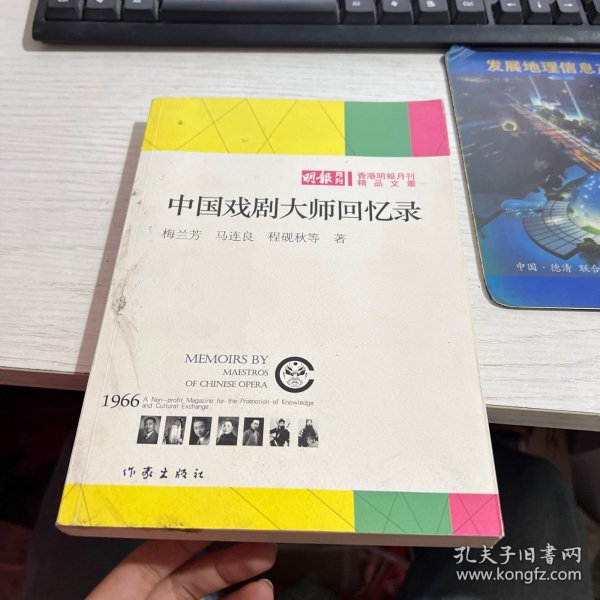 明報
月刊
香港明報月刊
精品文叢
中国戏剧大师回忆录
梅兰芳 马连良 程砚秋等 著
MEMOIRS BY
MAESTROS
OF CHINESE OPERA
1966
A Non-profit Magazine for the Promotion of Knowledge
and Cultural Exchange
作家出版社
发展地理信息
中国·德清 联合
孔夫子旧书网
www.kongfz.com